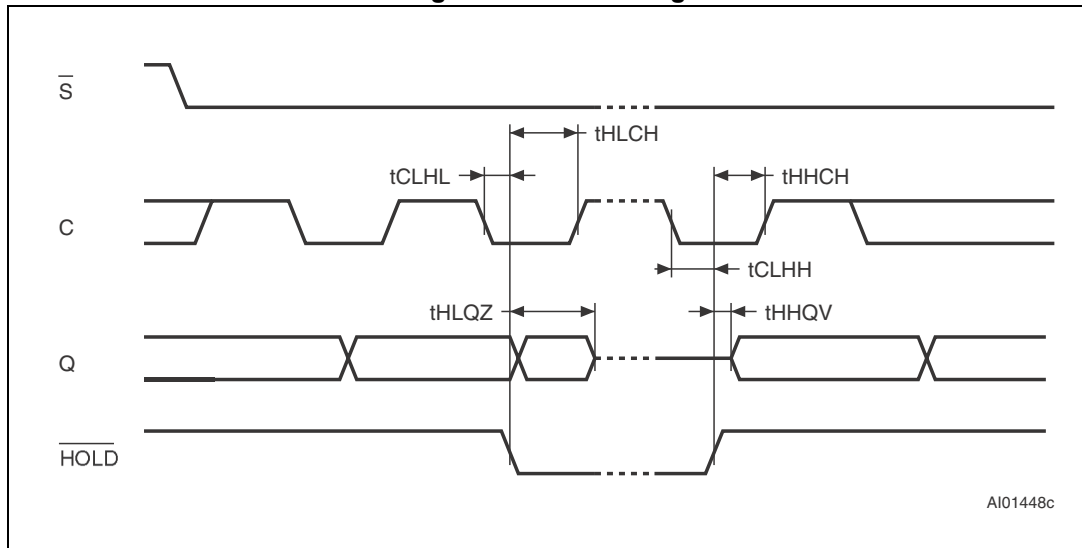 S
tHLCH
tCLHL
tHHCH
C
tCLHH
tHLQZ
tHHQV
Q
HOLD
AI01448c